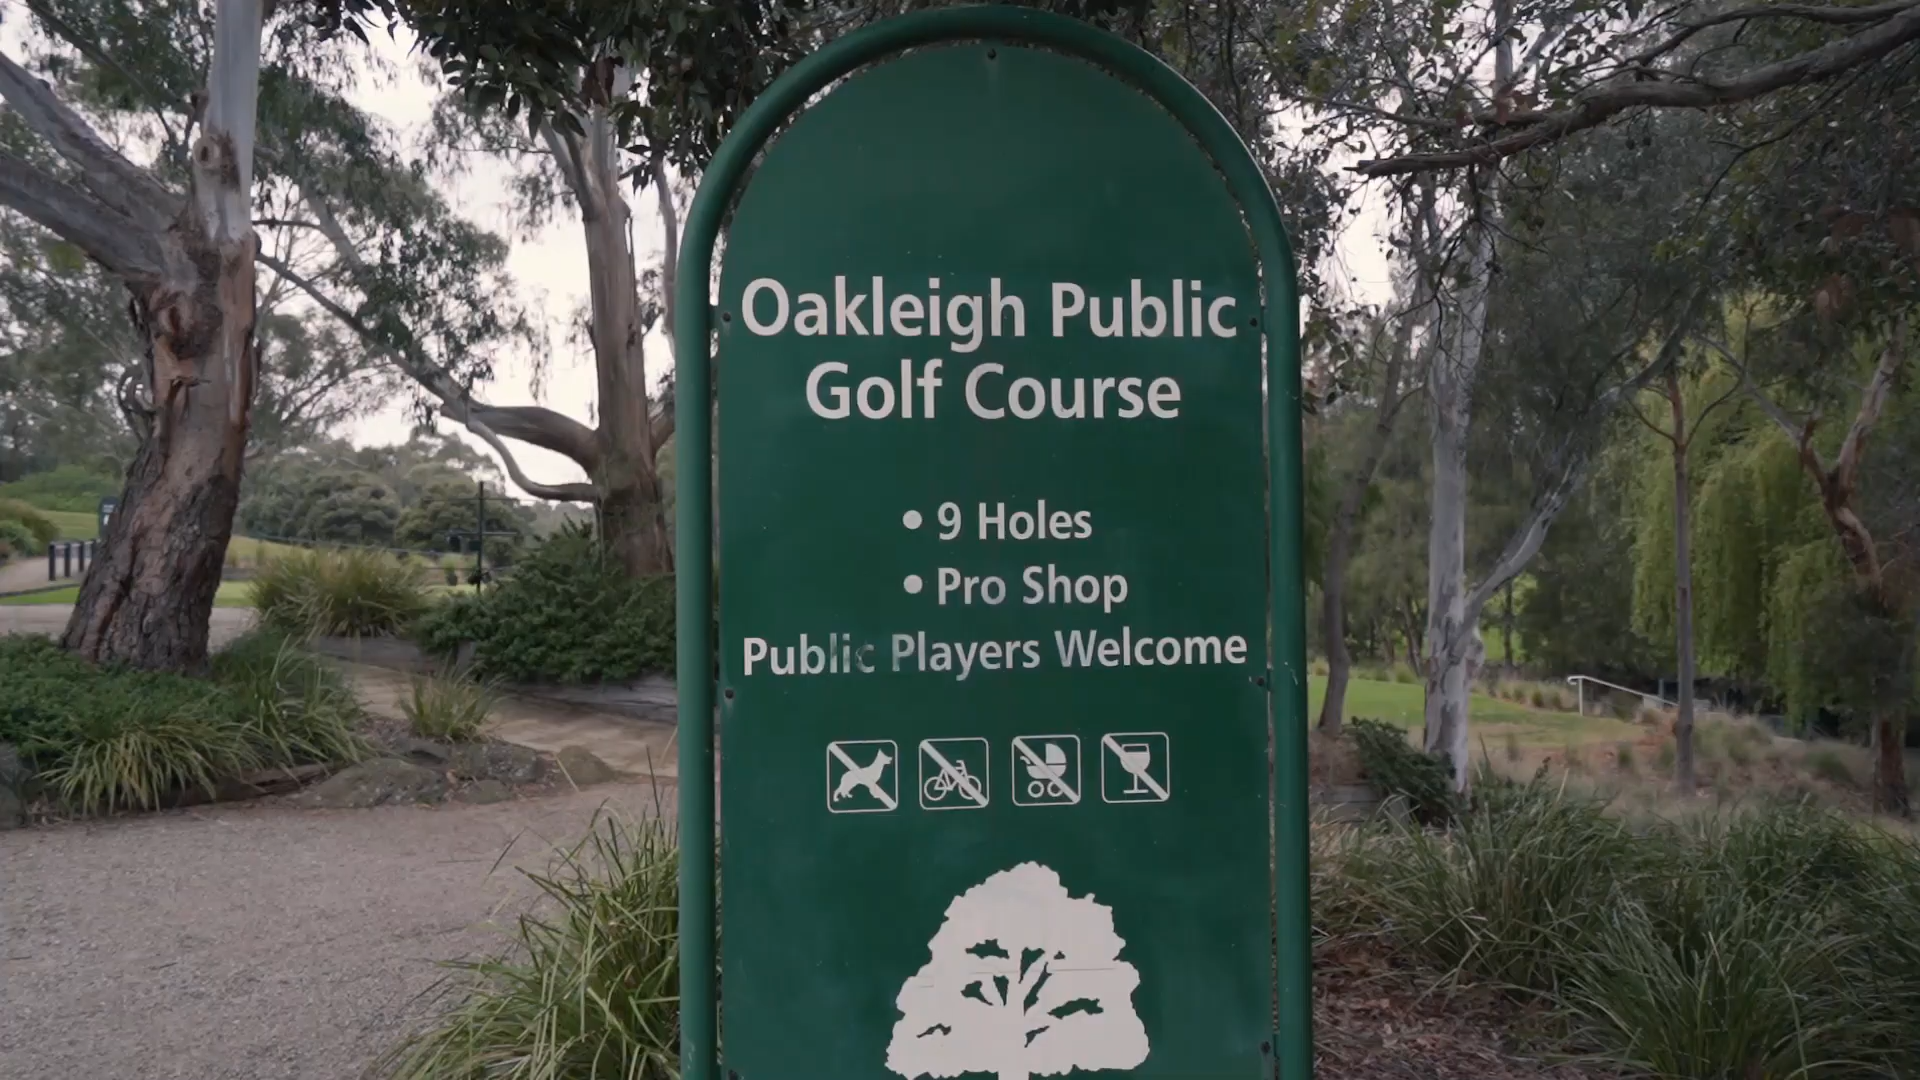 Oakleigh Public
Golf Course
• 9 Holes
• Pro Shop
Public Players Welcome